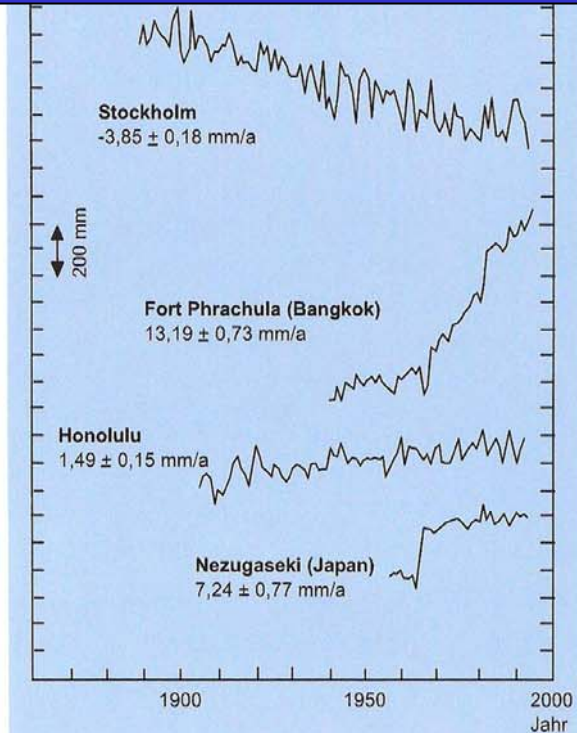 Stockholm
-3,85 ± 0,18 mm/a
200 mm
Fort Phrachula (Bangkok)
13,19 ± 0,73 mm/a
Honolulu
1,49 ± 0,15 mm/a
Nezugaseki (Japan)
7,24 ± 0,77 mm/a
1900 1950 2000
Jahr